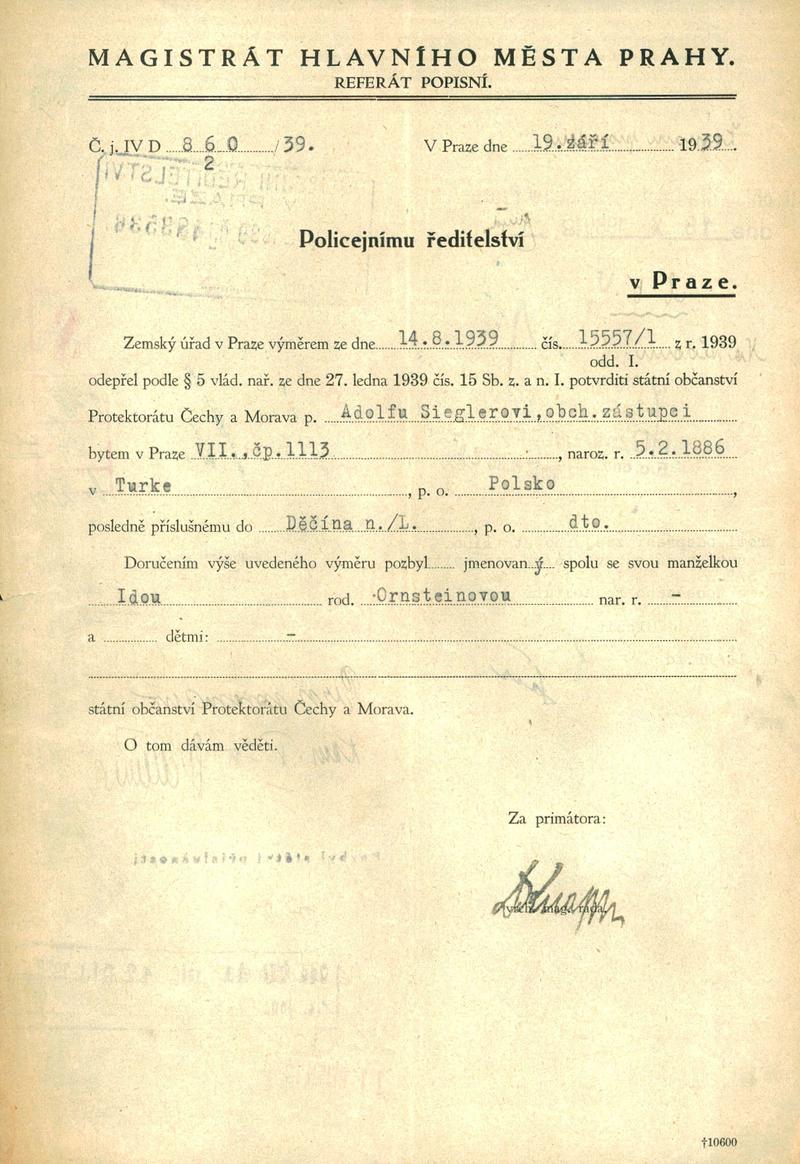 MAGISTRÁT HLAVNÍHO MĚSTA PRAHY.
REFERÁT POPISNÍ.
Č. j. IV D 860/39.
2
V Praze dne 19. září 1939.
Policejnímu ředitelství
v Praze.
Zemský úřad v Praze výměrem ze dne 14.8.1939 čís. 15557/1 z r. 1939
odd. I.
odepřel podle § 5 vlád. nař. ze dne 27. ledna 1939 čís. 15 Sb. z. a n. I. potvrditi státní občanství
Protektorátu Čechy a Morava p. Adolfu Sieglerovi, obch. zástupci
bytem v Praze VII., čp. 1113, naroz. r. 5.2.1886
v Turke, p. o. Polsko,
posledně příslušnému do Děčína n./L., p. o. dto.
Doručením výše uvedeného výměru pozbyl jmenovaný spolu se svou manželkou
Idou rod. Ornsteinovou nar. r. -
a dětmi: -
státní občanství Protektorátu Čechy a Morava.
O tom dávám věděti.
Za primátora:
†10600